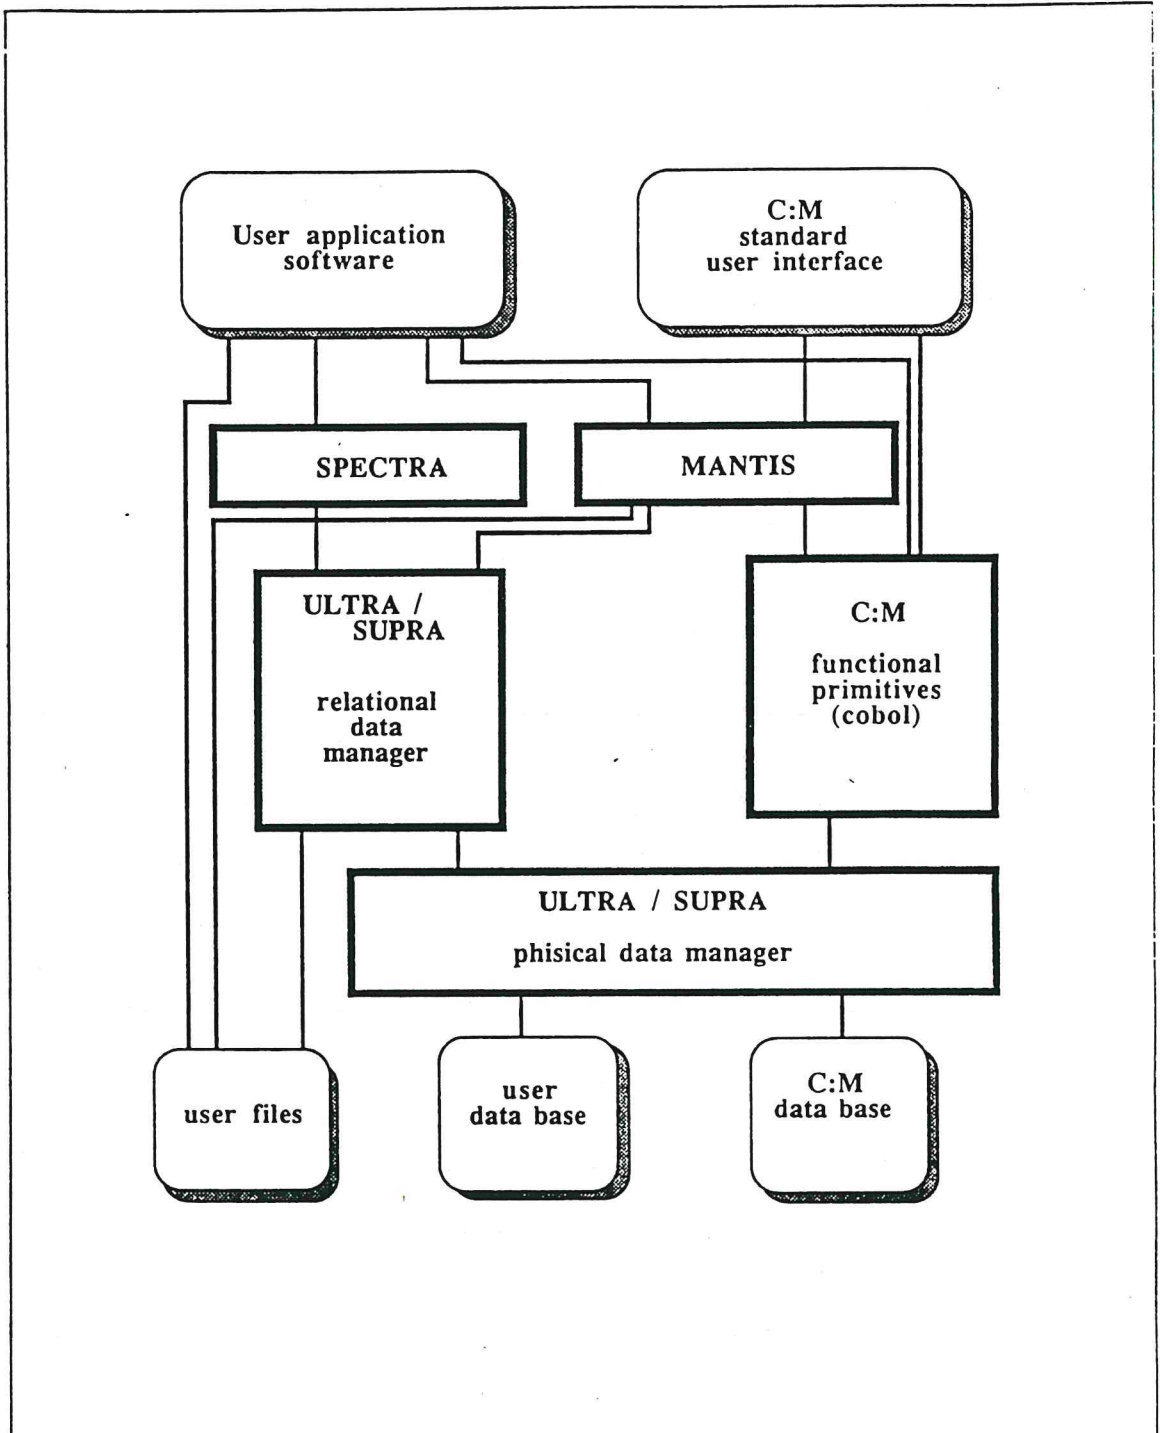 User application
software
C:M
standard
user interface
SPECTRA
MANTIS
ULTRA /
SUPRA
relational
data
manager
C:M
functional
primitives
(cobol)
ULTRA / SUPRA
phisical data manager
user files
user
data base
C:M
data base